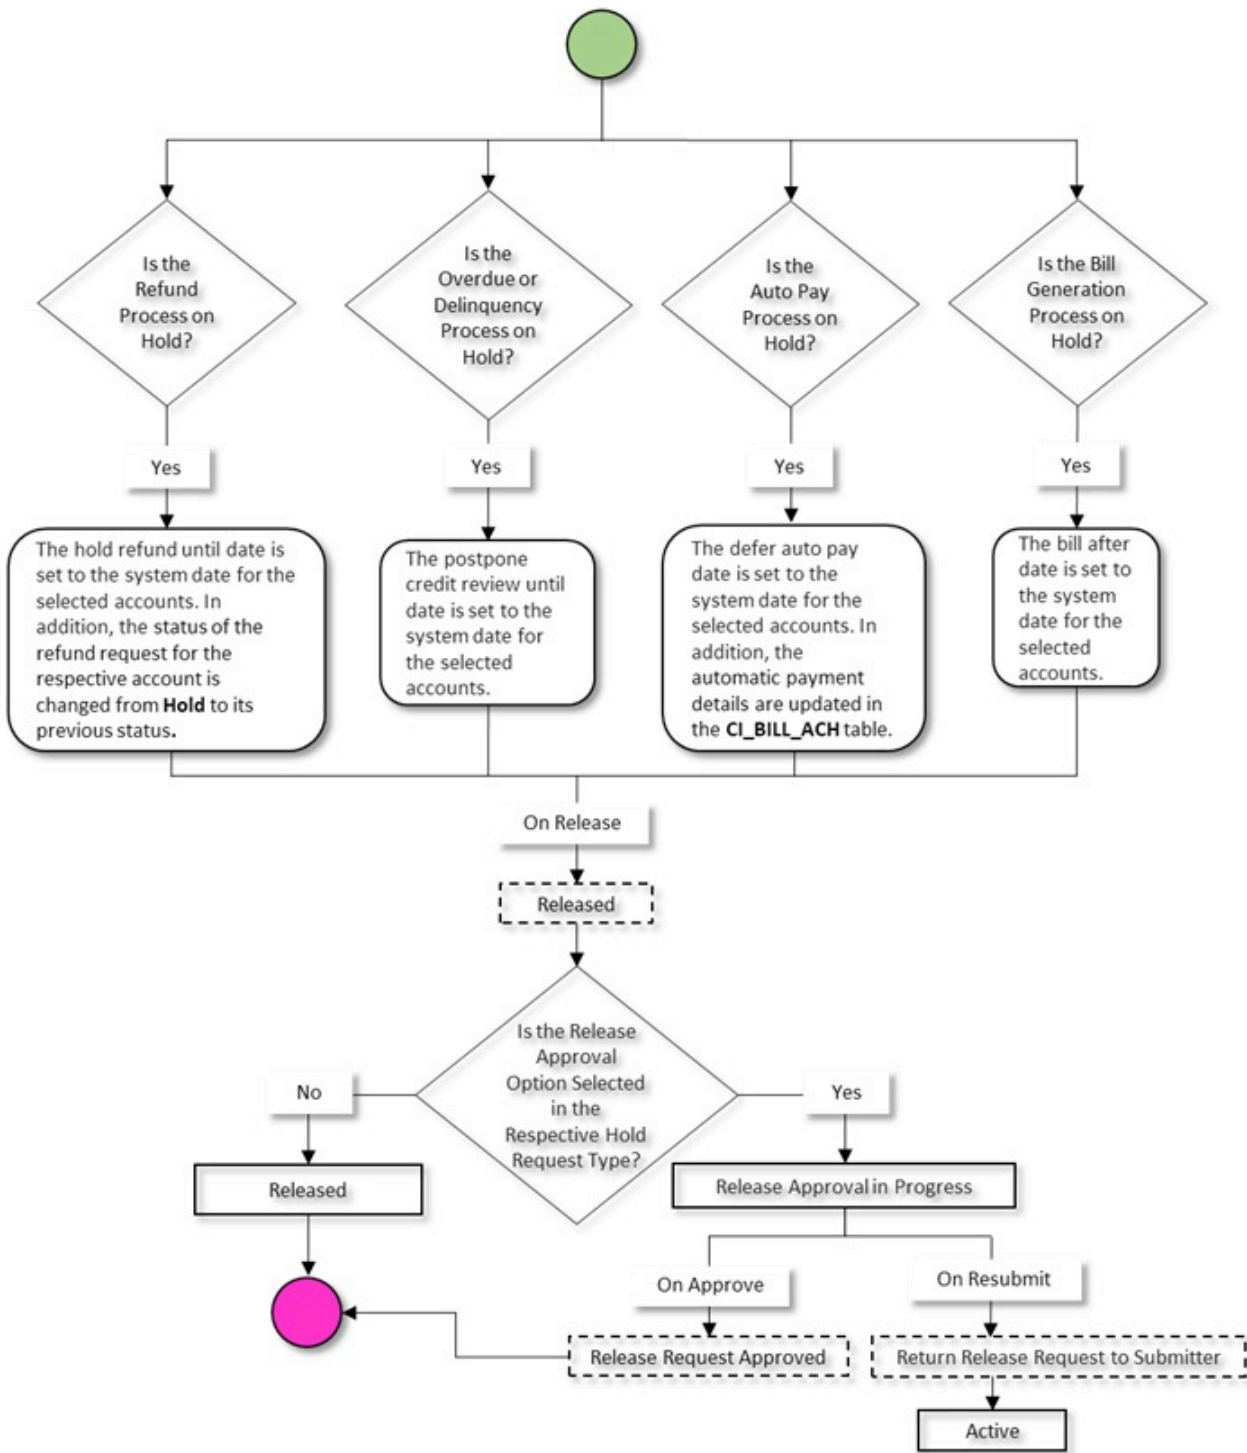 Is the
Refund
Process on
Hold?
Is the
Overdue or
Delinquency
Process on
Hold?
Is the
Auto Pay
Process on
Hold?
Is the Bill
Generation
Process on
Hold?
Yes
Yes
Yes
Yes
The hold refund until date is
set to the system date for the
selected accounts. In
addition, the status of the
refund request for the
respective account is
changed from Hold to its
previous status.
The postpone
credit review until
date is set to the
system date for
the selected
accounts.
The defer auto pay
date is set to the
system date for the
selected accounts. In
addition, the
automatic payment
details are updated in
the CI_BILL_ACH table.
The bill after
date is set to
the system
date for the
selected
accounts.
On Release
Released
Is the Release
Approval
Option Selected
in the
Respective Hold
Request Type?
No
Yes
Released
Release Approval in Progress
On Approve
On Resubmit
Release Request Approved
Return Release Request to Submitter
Active